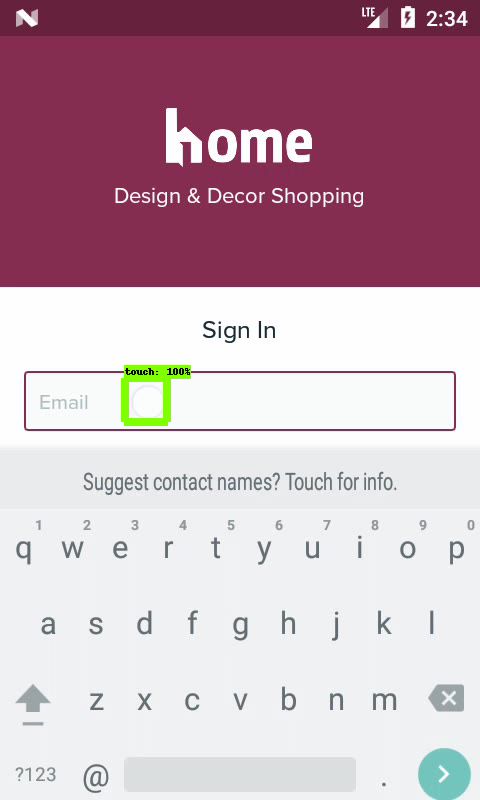 LTE 2:34
home
Design & Decor Shopping
Sign In
touch: 100%
Email
Suggest contact names? Touch for info.
1 2 3 4 5 6 7 8 9 0
q w e r t y u i o p
a s d f g h j k l
z x c v b n m
?123 @ .